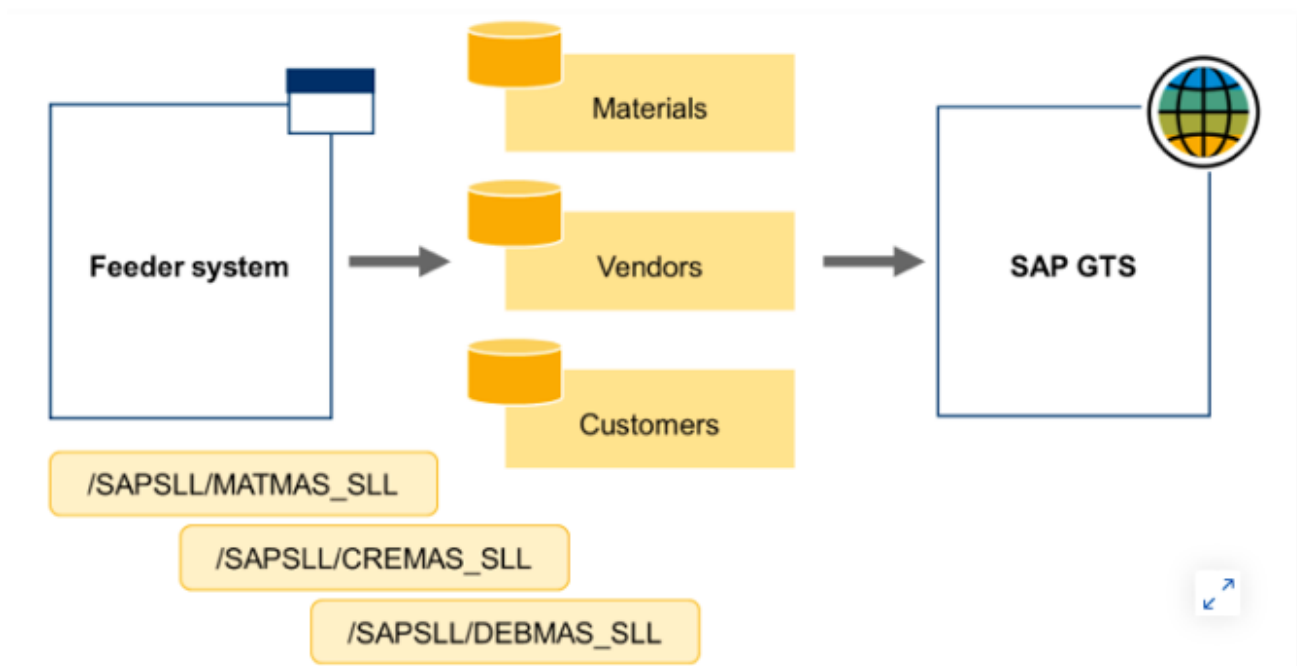 Materials
Feeder system
Vendors
SAP GTS
Customers
/SAPSLL/MATMAS_SLL
/SAPSLL/CREMAS_SLL
/SAPSLL/DEBMAS_SLL